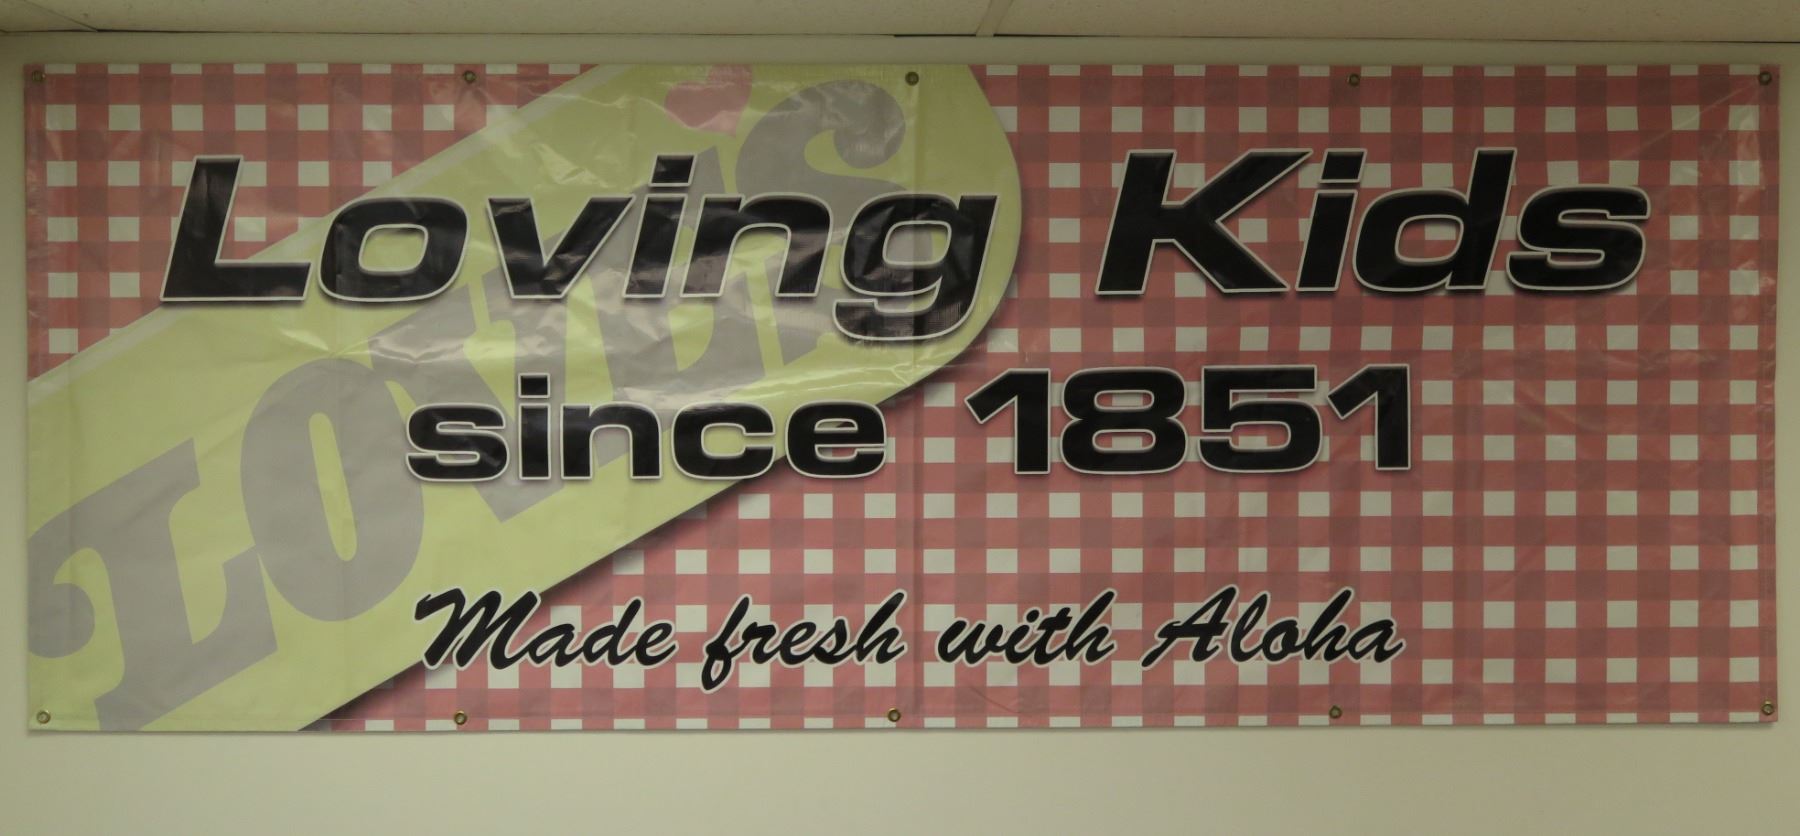 LOVE'S
Loving Kids
since 1851
Made fresh with Aloha